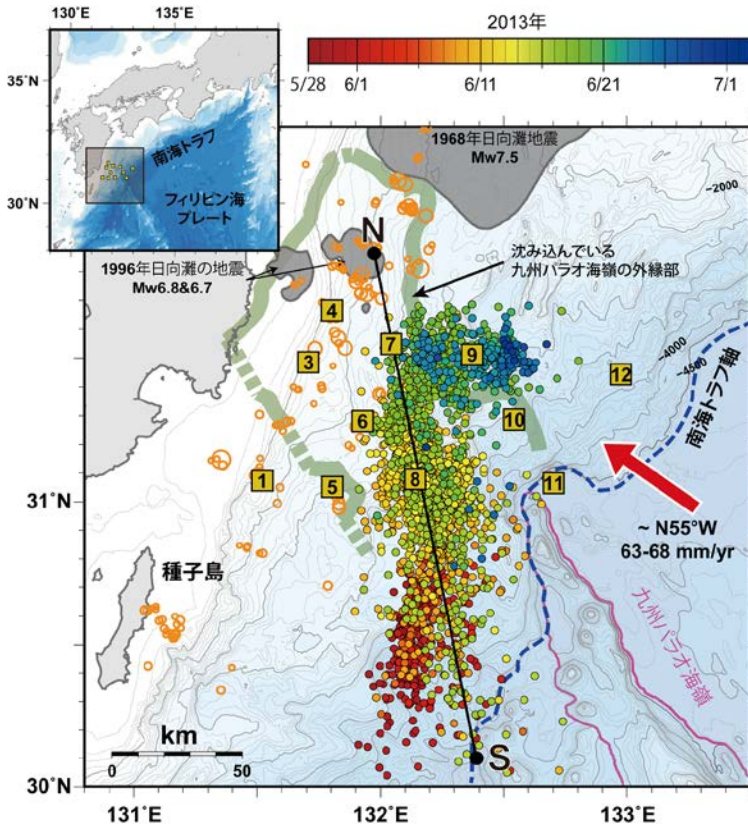 130°E
135°E
35°N
30°N
南海トラフ
フィリピン海
プレート
2013年
5/28
6/1
6/11
6/21
7/1
1968年日向灘地震
Mw7.5
~2000
N
沈み込んでいる
九州パラオ海嶺の外縁部
1996年日向灘の地震
Mw6.8&6.7
4
7
3
9
12
~4000
~4500
南海トラフ軸
6
10
1
5
8
11
31°N
~ N55°W
63-68 mm/yr
種子島
九州パラオ海嶺
km
0
50
S
30°N
131°E
132°E
133°E